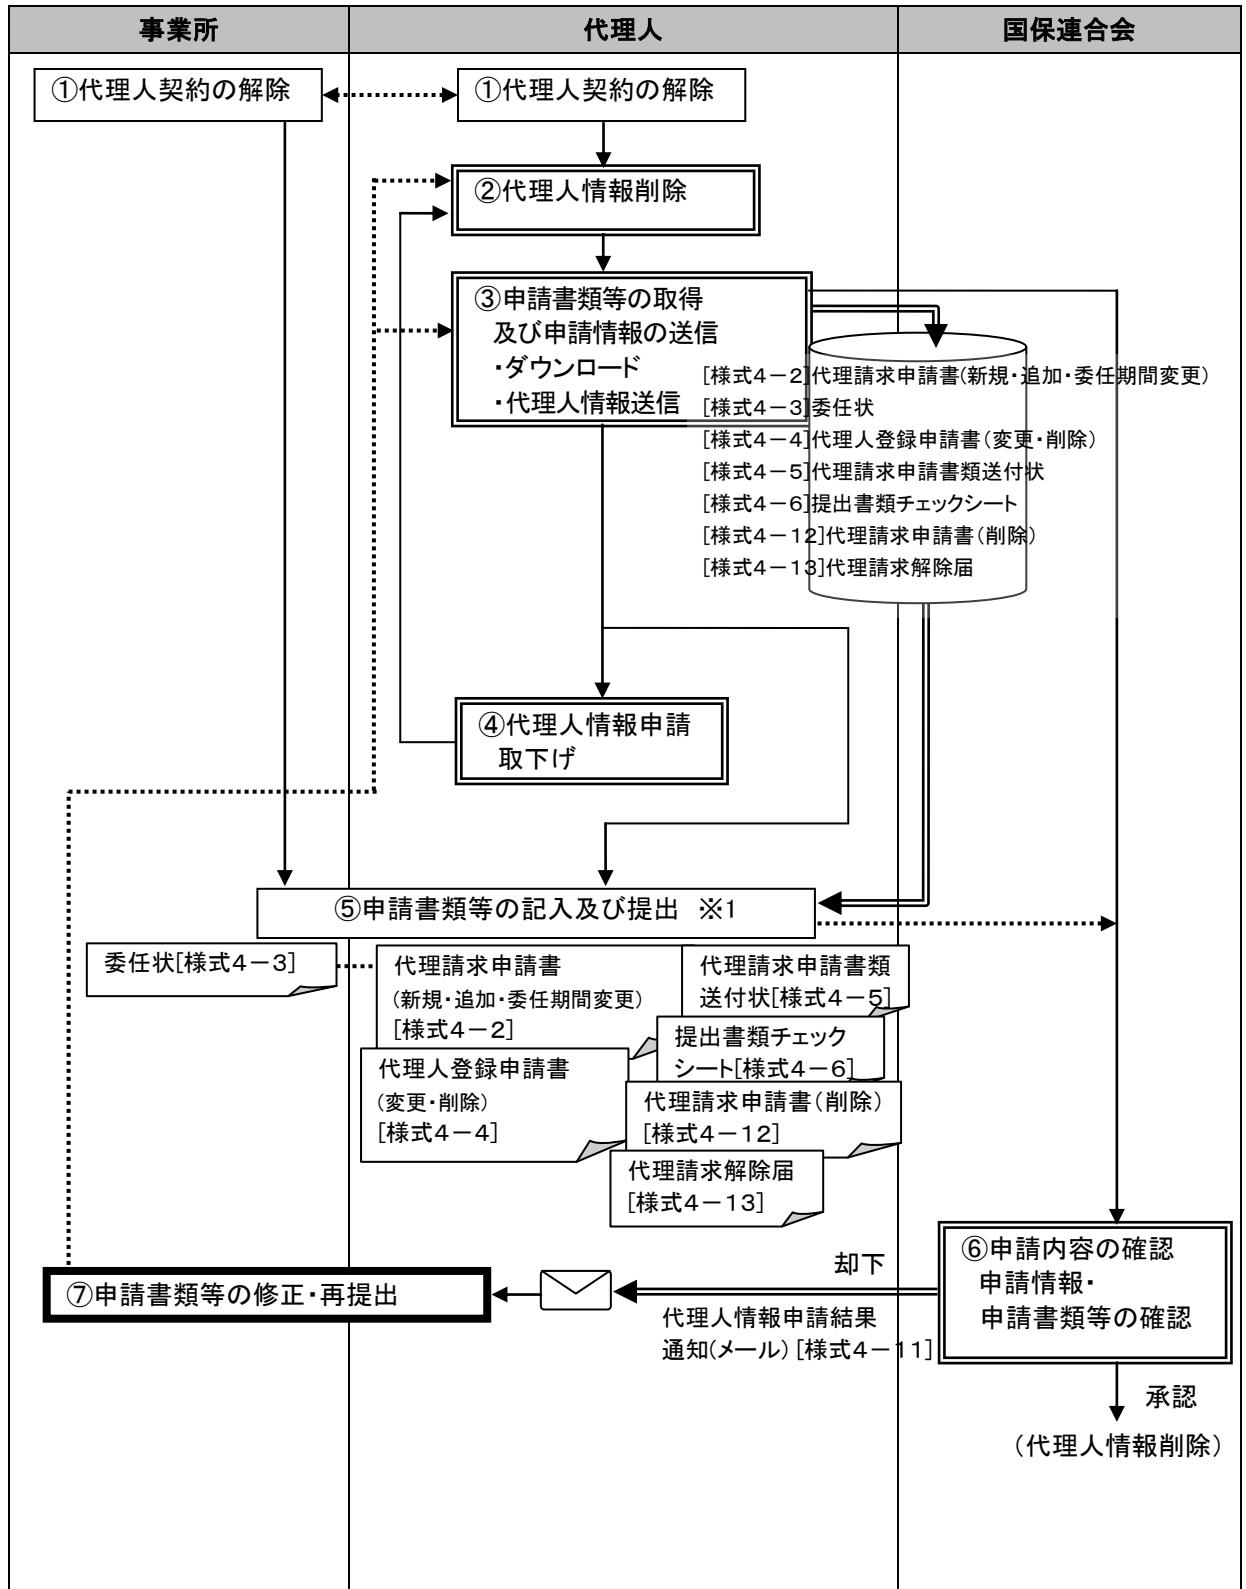 事業所
代理人
国保連合会
①代理人契約の解除
①代理人契約の解除
②代理人情報削除
③申請書類等の取得
及び申請情報の送信
・ダウンロード
・代理人情報送信
[様式4－2]代理請求申請書(新規・追加・委任期間変更)
[様式4－3]委任状
[様式4－4]代理人登録申請書(変更・削除)
[様式4－5]代理請求申請書類送付状
[様式4－6]提出書類チェックシート
[様式4－12]代理請求申請書(削除)
[様式4－13]代理請求解除届
④代理人情報申請
取下げ
⑤申請書類等の記入及び提出 ※1
委任状[様式4－3]
代理請求申請書
(新規・追加・委任期間変更)
[様式4－2]
代理請求申請書類
送付状[様式4－5]
提出書類チェック
シート[様式4－6]
代理人登録申請書
(変更・削除)
[様式4－4]
代理請求申請書(削除)
[様式4－12]
代理請求解除届
[様式4－13]
⑥申請内容の確認
申請情報・
申請書類等の確認
却下
⑦申請書類等の修正・再提出
代理人情報申請結果
通知(メール) [様式4－11]
承認
(代理人情報削除)